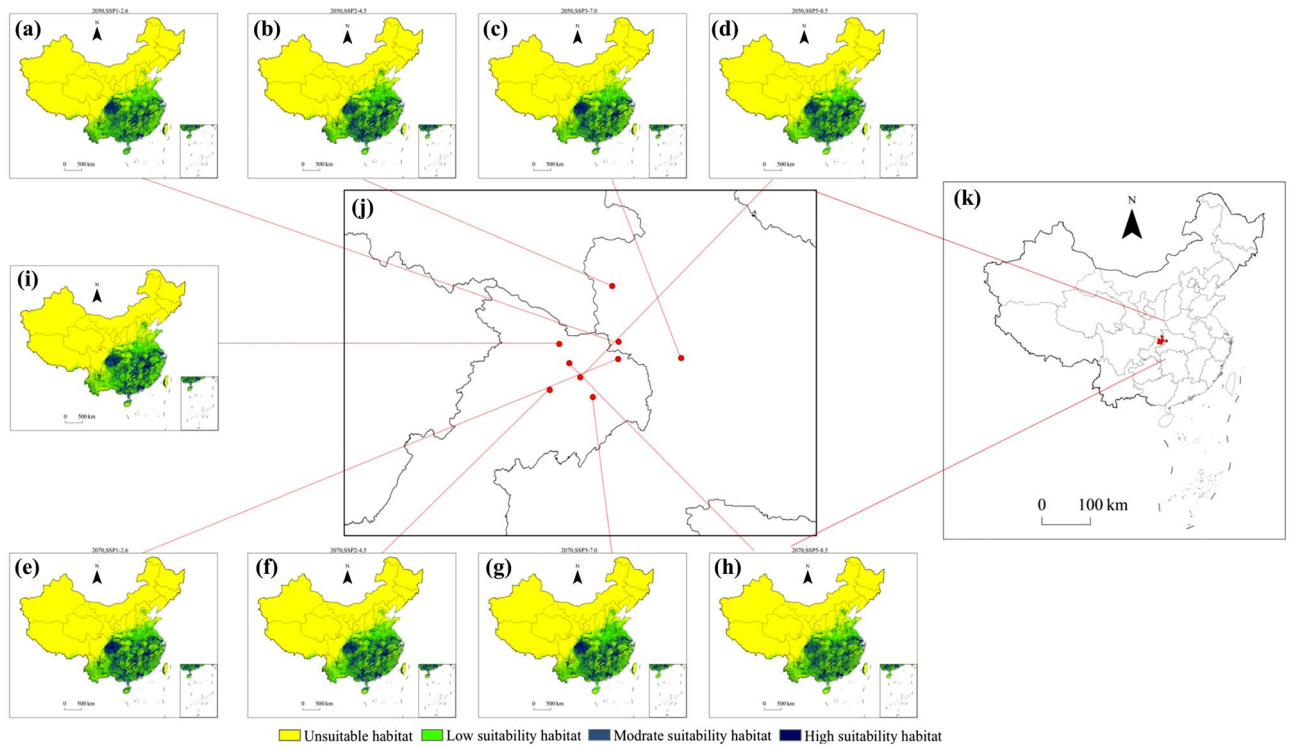 2050,SSP1-2.6
2050,SSP2-4.5
2050,SSP3-7.0
2050,SSP5-8.5
(a)
N
(b)
N
(c)
N
(d)
N
0 500 km
0 500 km
0 500 km
0 500 km
(j)
(k)
N
(i)
N
0 500 km
0 100 km
2070,SSP1-2.6
2070,SSP2-4.5
2070,SSP3-7.0
2070,SSP5-8.5
(e)
N
(f)
N
(g)
N
(h)
N
0 500 km
0 500 km
0 500 km
0 500 km
Unsuitable habitat Low suitability habitat Modrate suitability habitat High suitability habitat